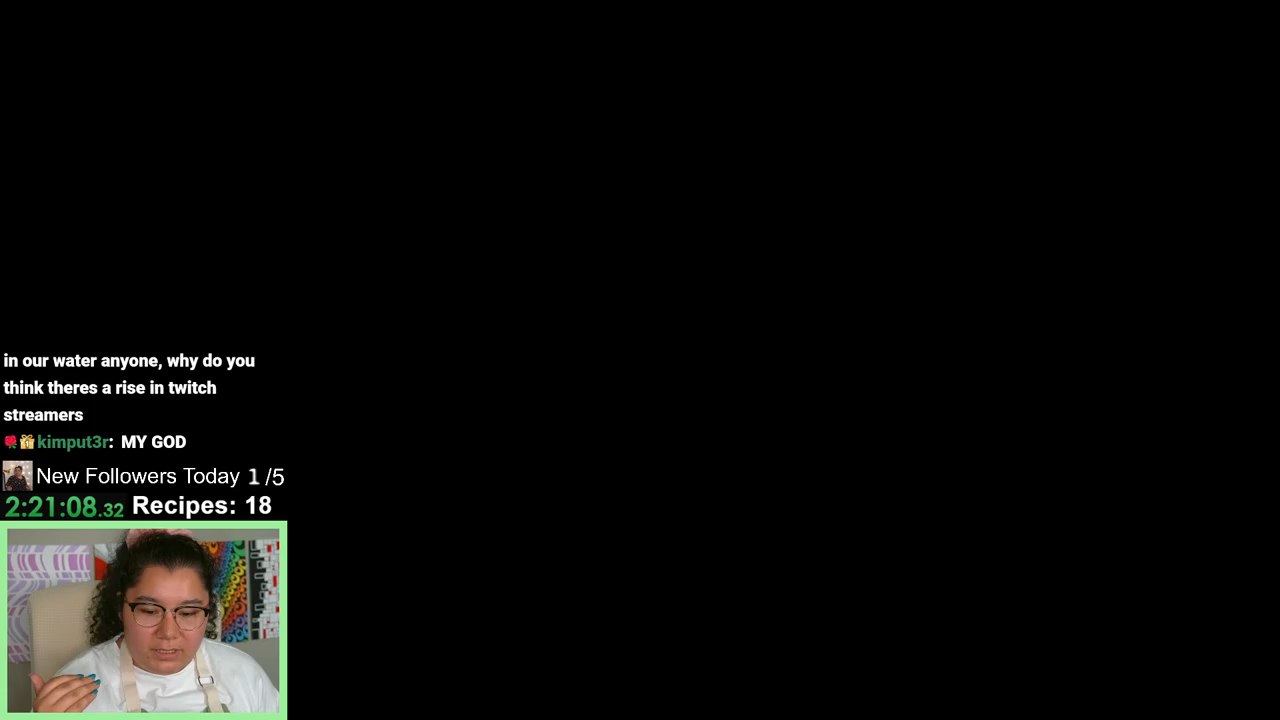 in our water anyone, why do you
think theres a rise in twitch
streamers
kimput3r: MY GOD
New Followers Today 1/5
2:21:08.32 Recipes: 18